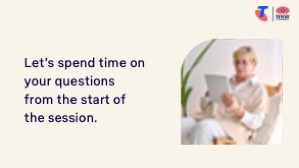 Let's spend time on
your questions
from the start of
the session.